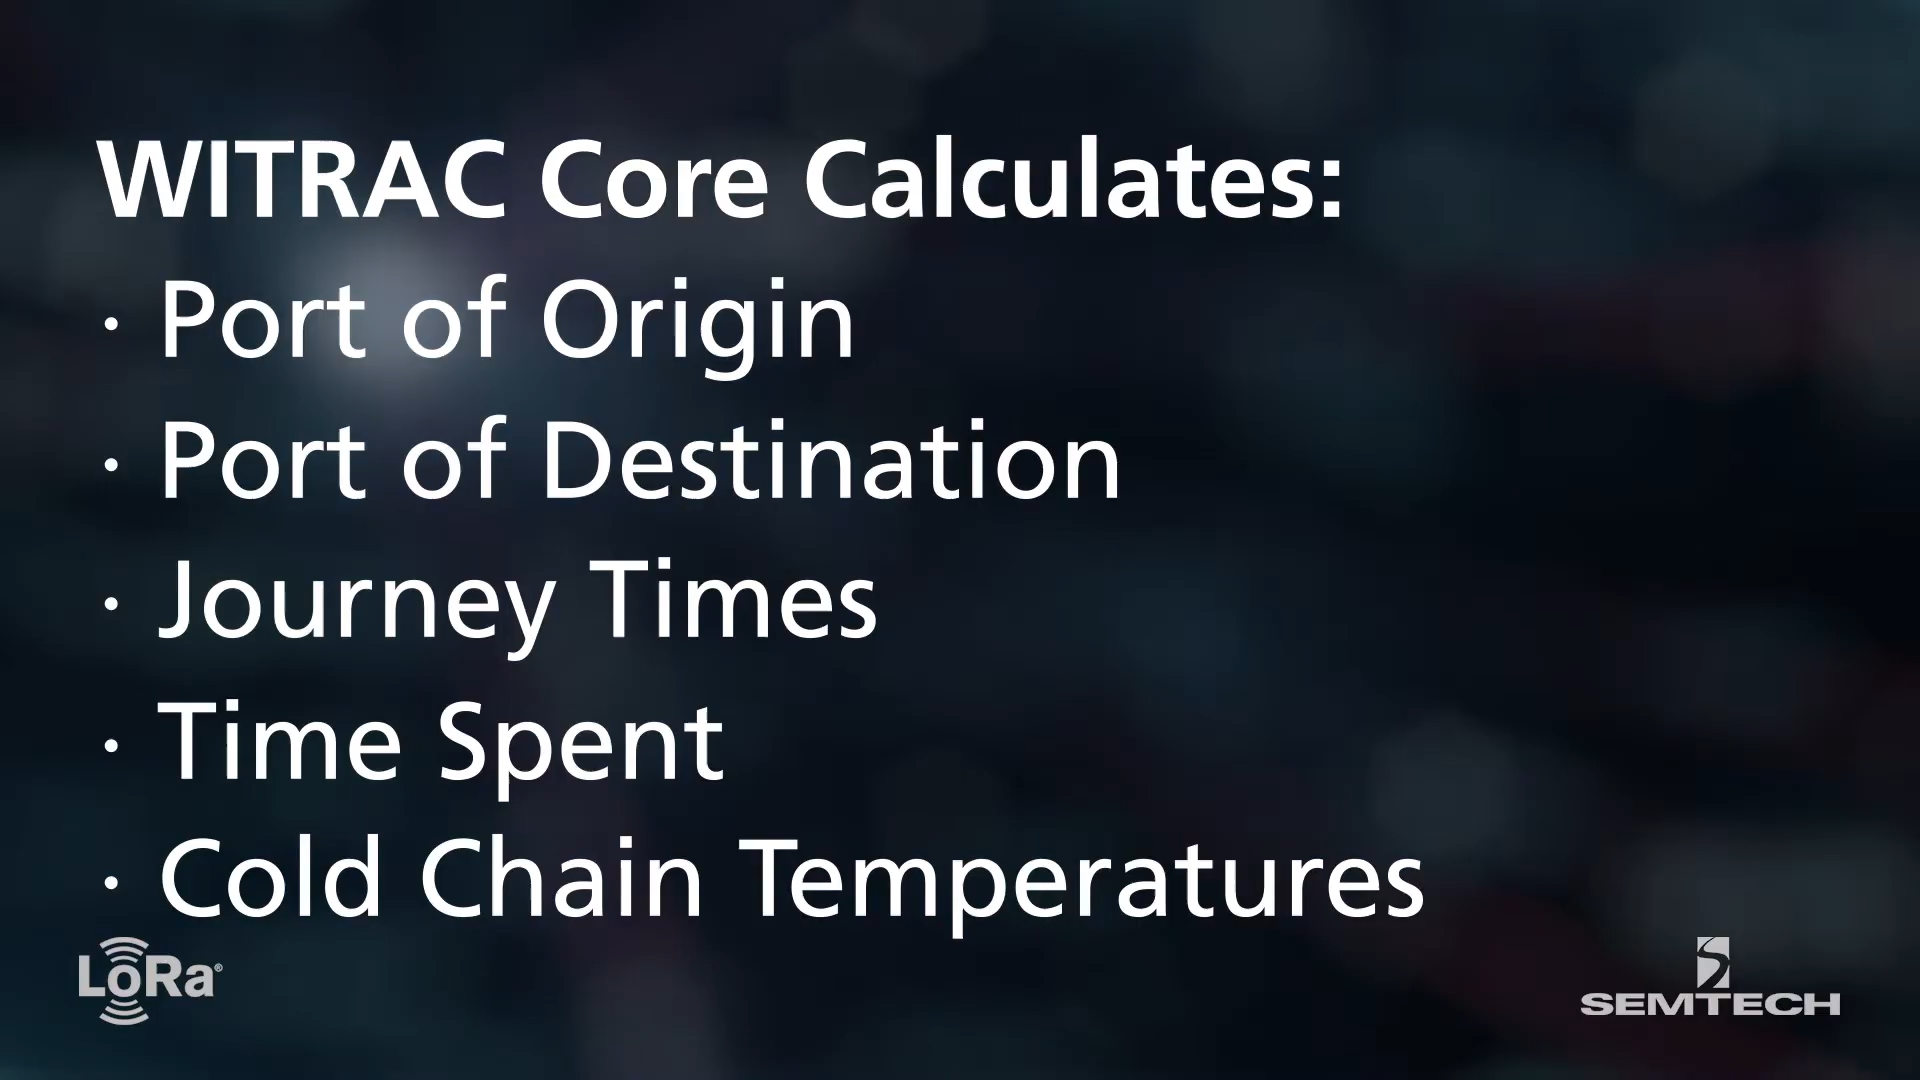 WITRAC Core Calculates:
· Port of Origin
· Port of Destination
· Journey Times
· Time Spent
· Cold Chain Temperatures
LoRa®
SEMTECH